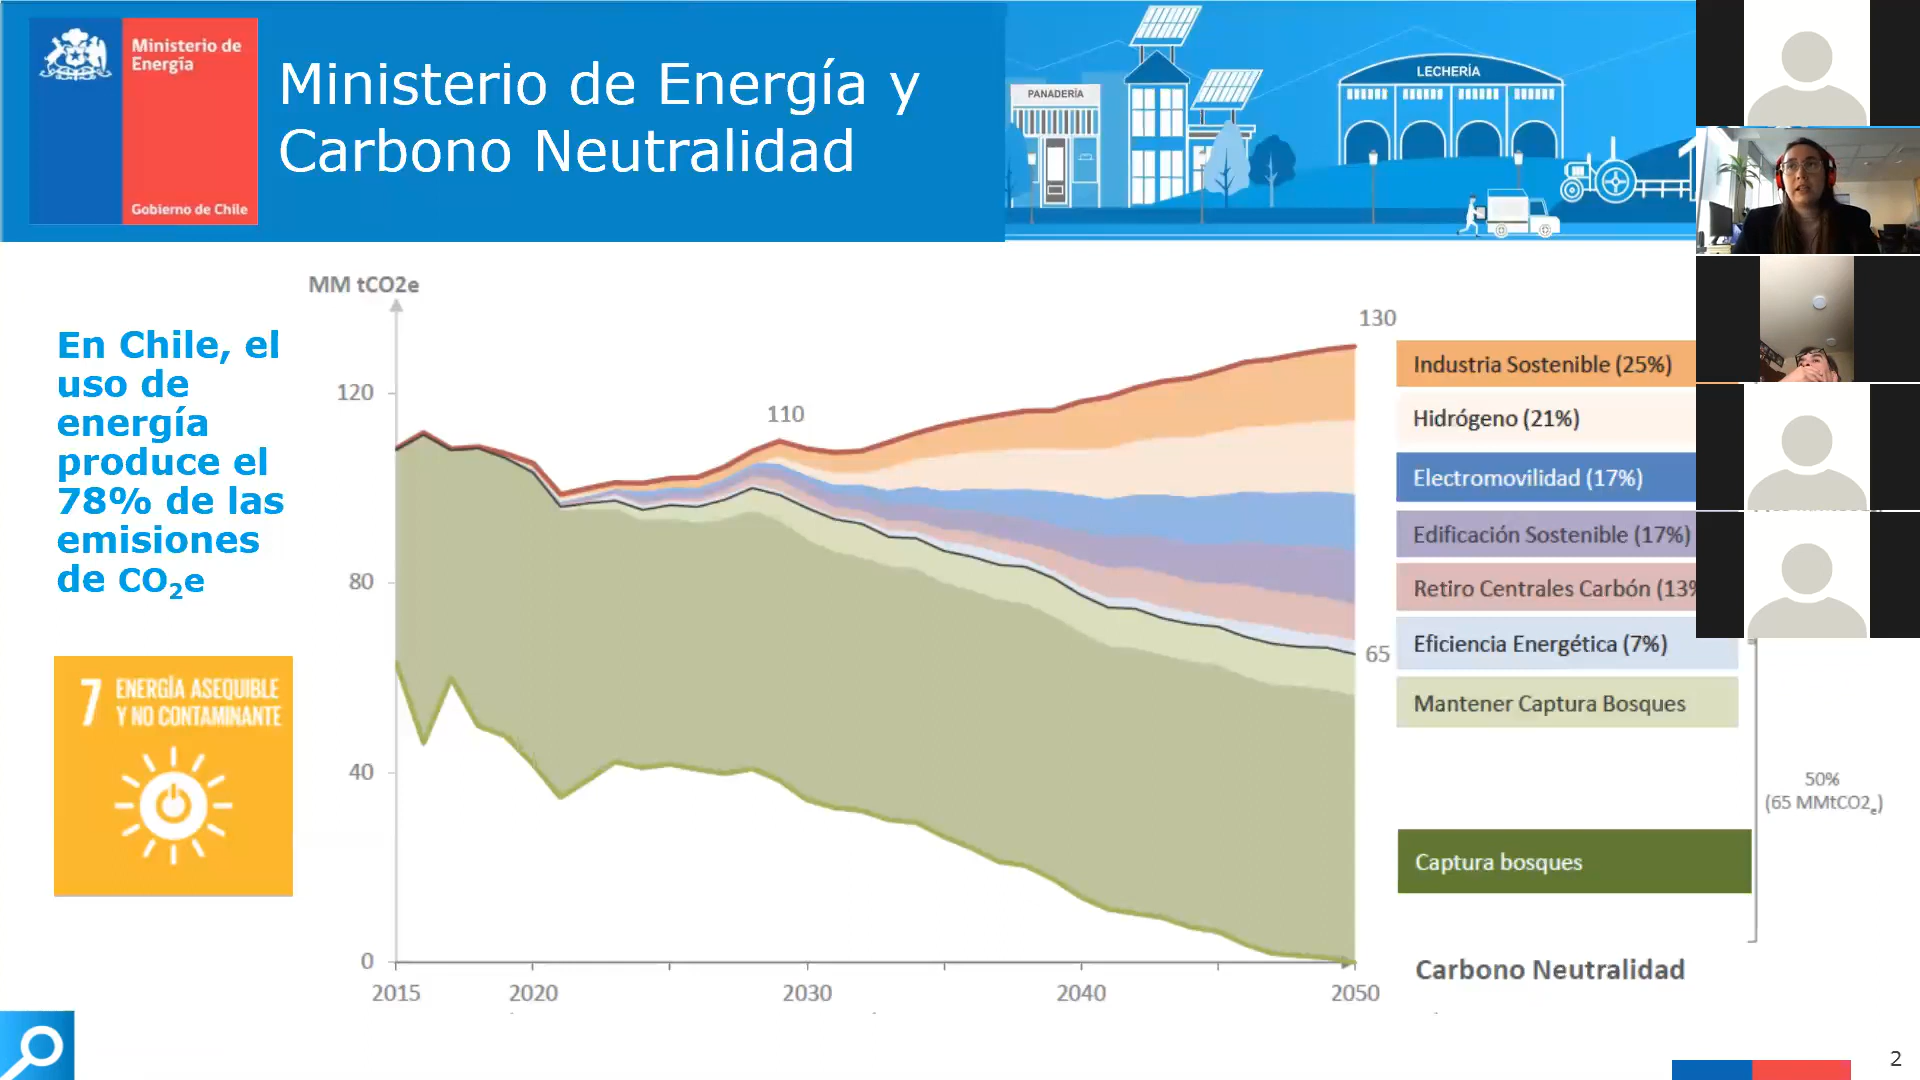 Ministerio de
Energía
Gobierno de Chile
Ministerio de Energía y
Carbono Neutralidad
PANADERÍA
LECHERÍA
En Chile, el
uso de
energía
produce el
78% de las
emisiones
de CO₂e
7 ENERGÍA ASEQUIBLE
Y NO CONTAMINANTE
MM tCO2e
120
80
40
0
2015
2020
2030
2040
2050
110
130
65
Industria Sostenible (25%)
Hidrógeno (21%)
Electromovilidad (17%)
Edificación Sostenible (17%)
Retiro Centrales Carbón (13%
Eficiencia Energética (7%)
Mantener Captura Bosques
50%
(65 MMtCO2e)
Captura bosques
Carbono Neutralidad
2